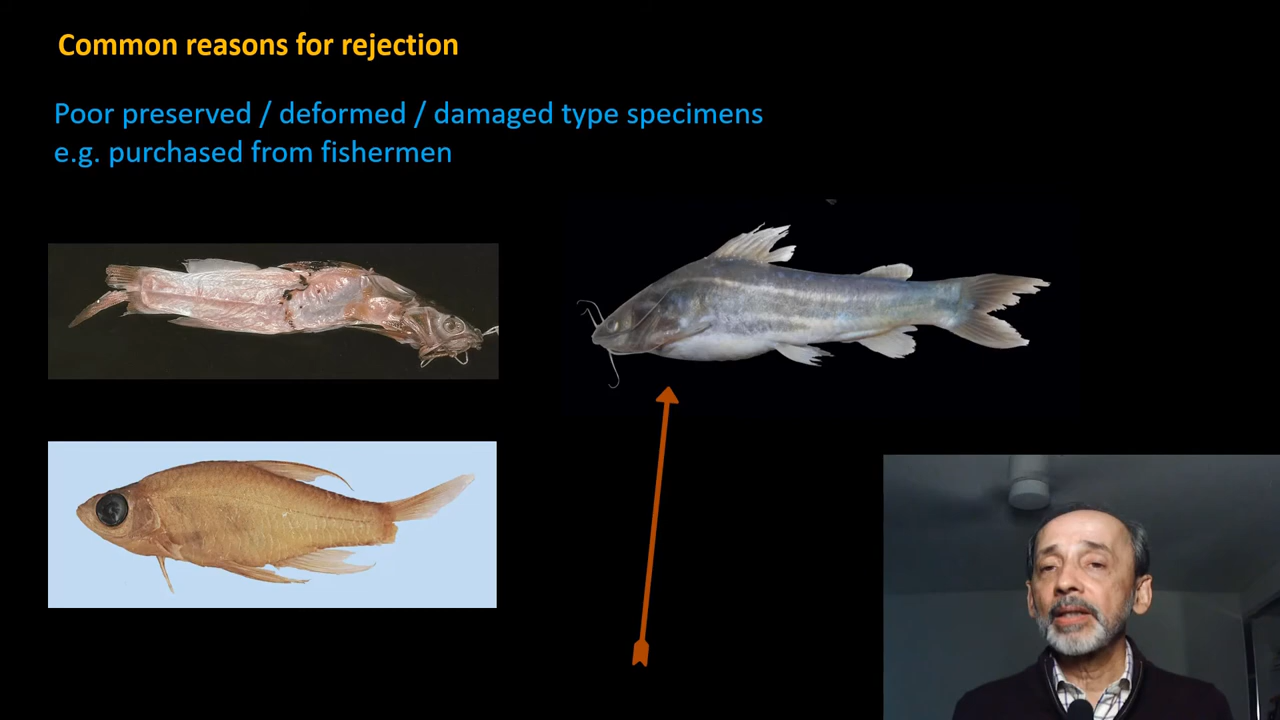 Common reasons for rejection
Poor preserved / deformed / damaged type specimens
e.g. purchased from fishermen